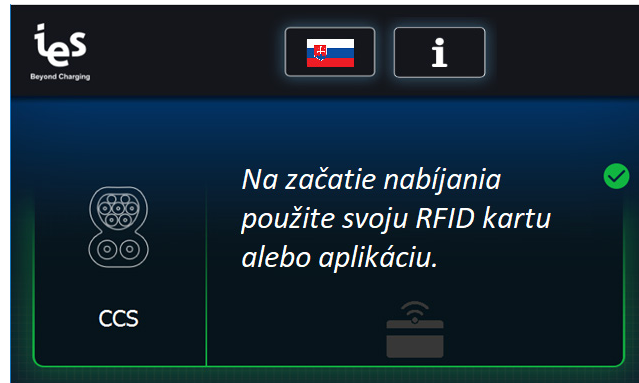 ies
Beyond Charging
i
Na začatie nabíjania
použite svoju RFID kartu
alebo aplikáciu.
CCS